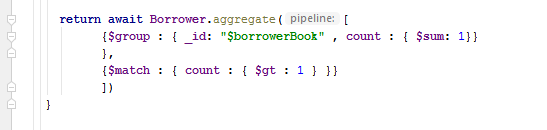 return await Borrower.aggregate( pipeline: [
{$group : { _id: "$borrowerBook" , count : { $sum: 1}}
},
{$match : { count : { $gt : 1 } }}
])
}